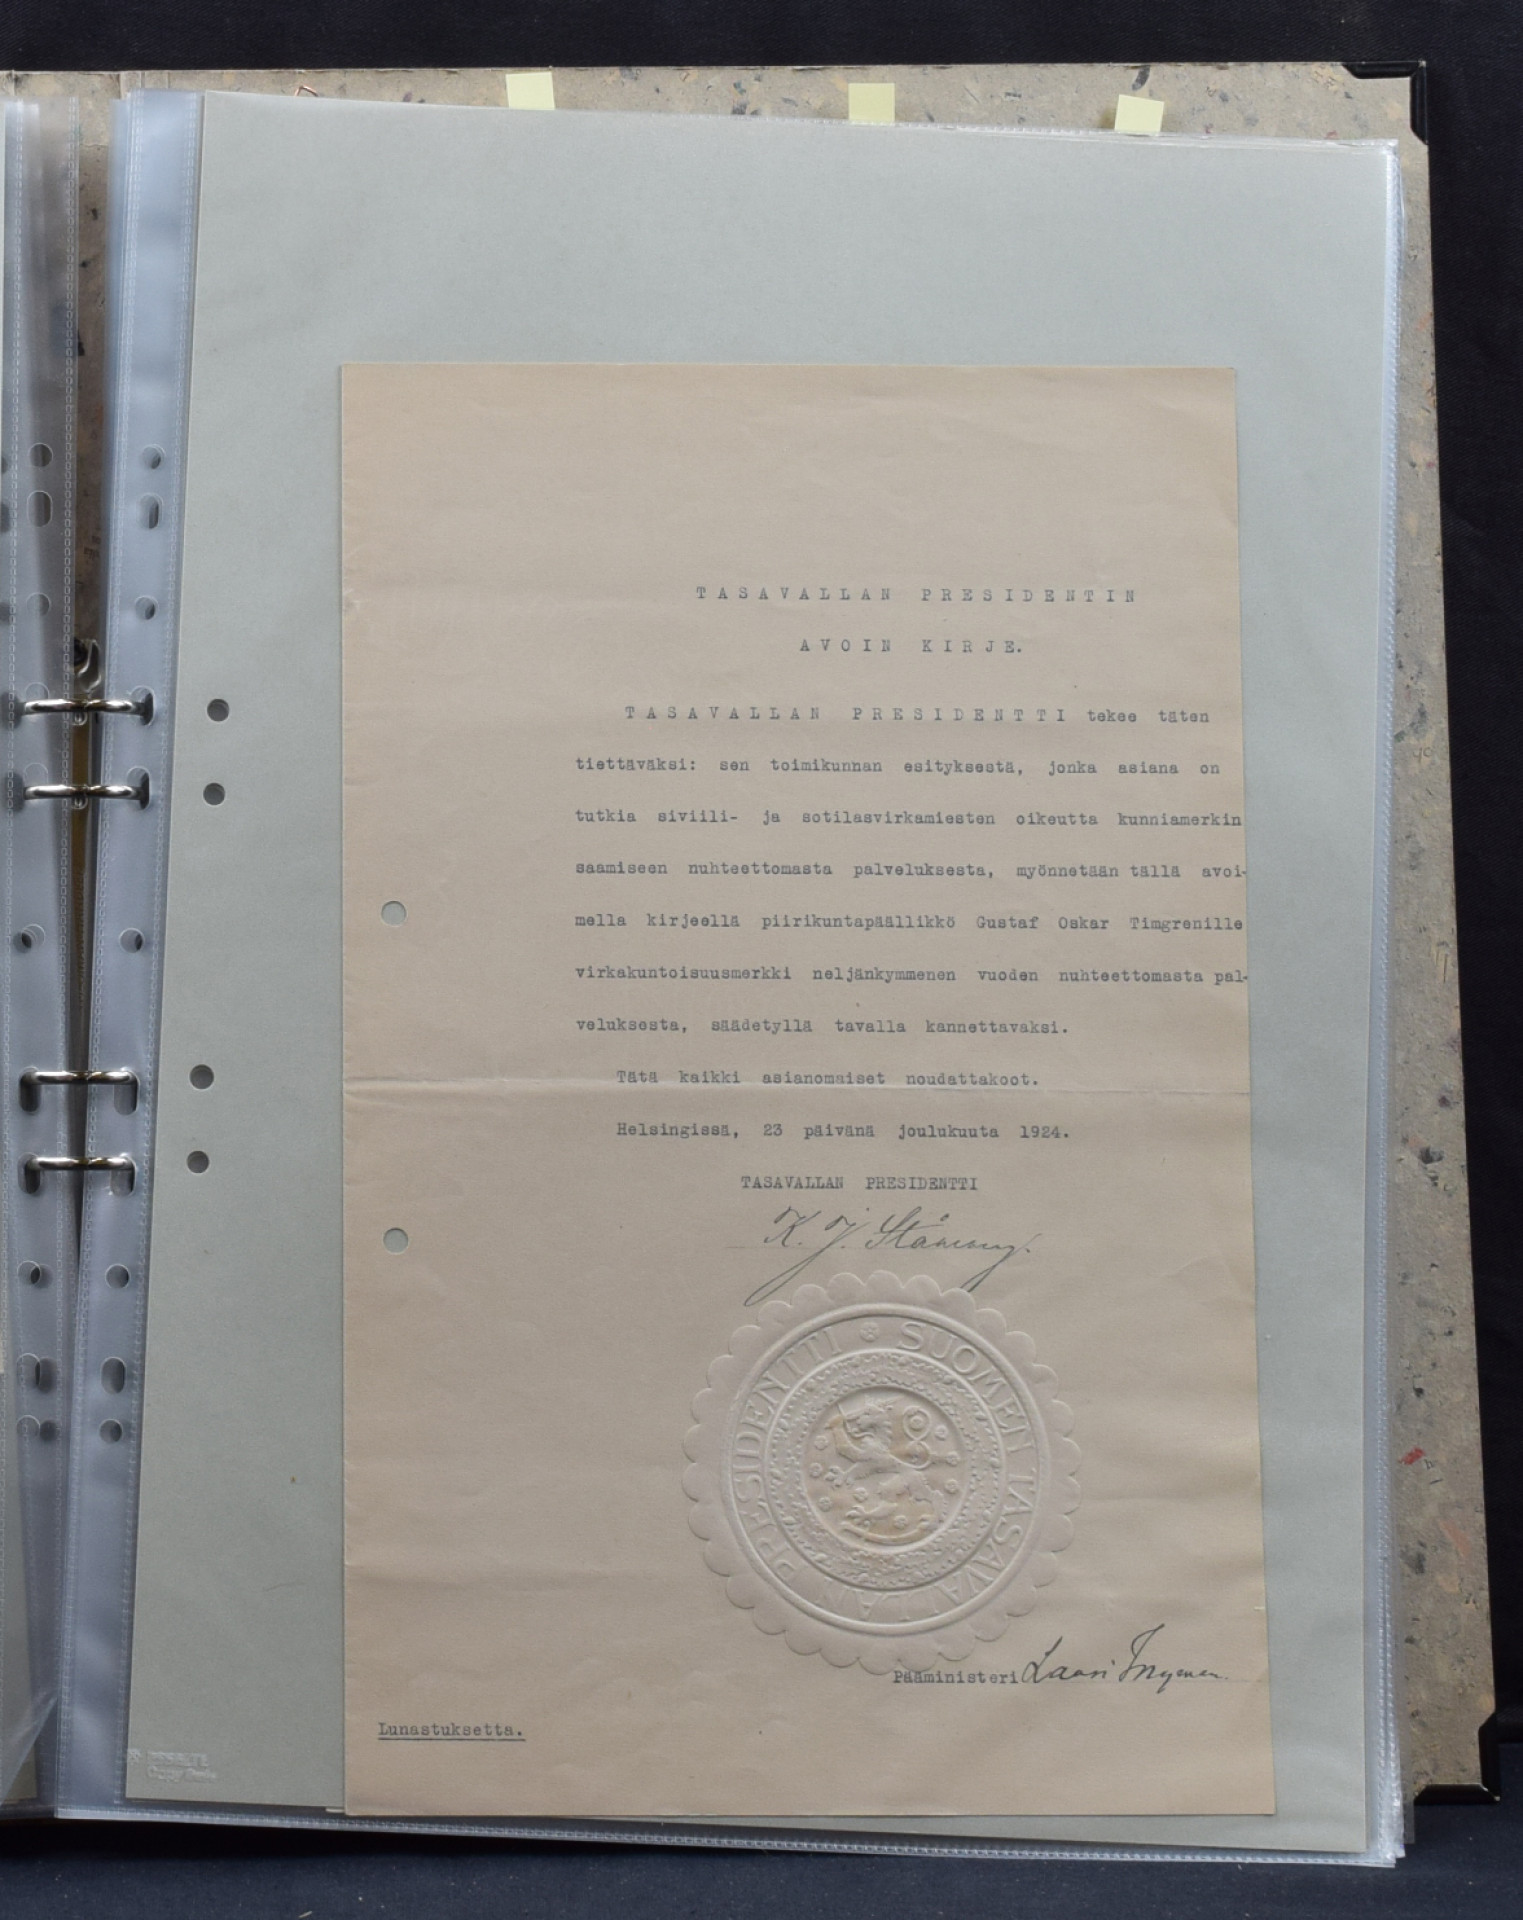 TASAVALLAN PRESIDENTIN
AVOIN KIRJE.
TASAVALLAN PRESIDENTTI tekee täten
tiettäväksi: sen toimikunnan esityksestä, jonka asiana on
tutkia siviili- ja sotilasvirkamiesten oikeutta kunniamerkin
saamiseen nuhteettomasta palveluksesta, myönnetään tällä avoi-
mella kirjeellä piirikuntapäällikkö Gustaf Oskar Timgrenille
virkakuntoisuusmerkki neljänkymmenen vuoden nuhteettomasta pal-
veluksesta, säädetyllä tavalla kannettavaksi.
Tätä kaikki asianomaiset noudattakoot.
Helsingissä, 23 päivänä joulukuuta 1924.
TASAVALLAN PRESIDENTTI
K. J. Ståhlberg.
SUOMEN TASAVALLAN PRESIDENTTI
Pääministeri Lauri Ingman.
Lunastuksetta.